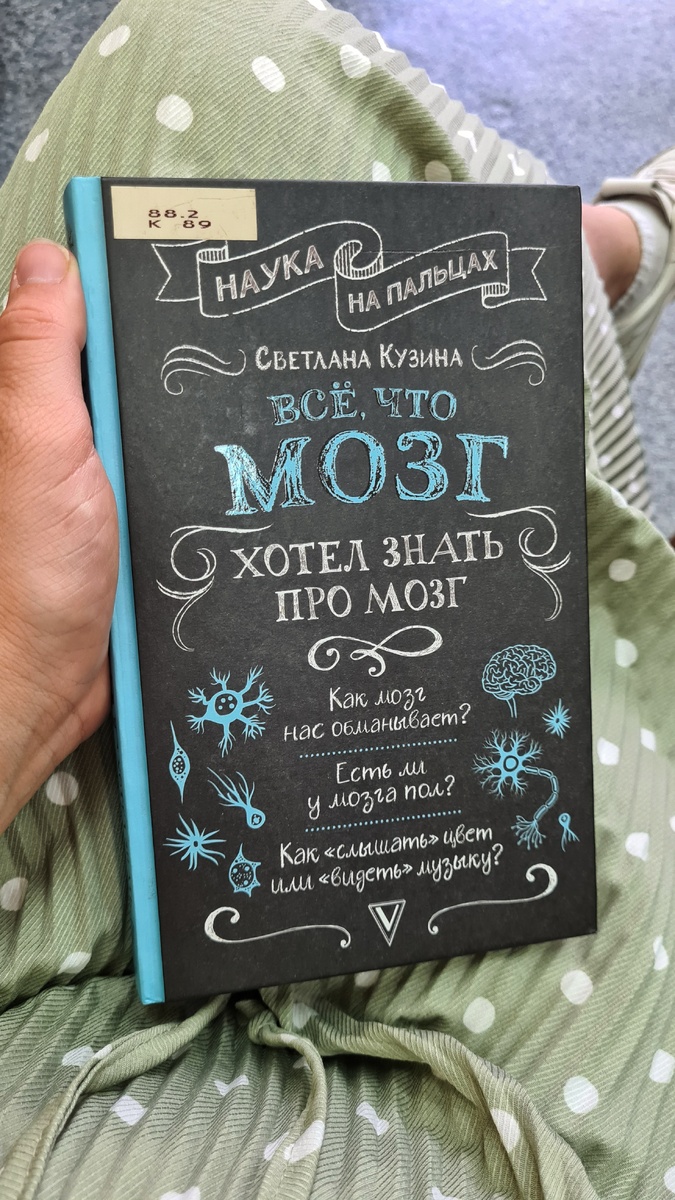 88.2
К 89
НАУКА
НА ПАЛЬЦАХ
СВЕТЛАНА КУЗИНА
ВСЁ, ЧТО
МОЗГ
ХОТЕЛ ЗНАТЬ
ПРО МОЗГ
Как мозг
нас обманывает?
Есть ли
у мозга пол?
Как «слышать» цвет
или «видеть» музыку?